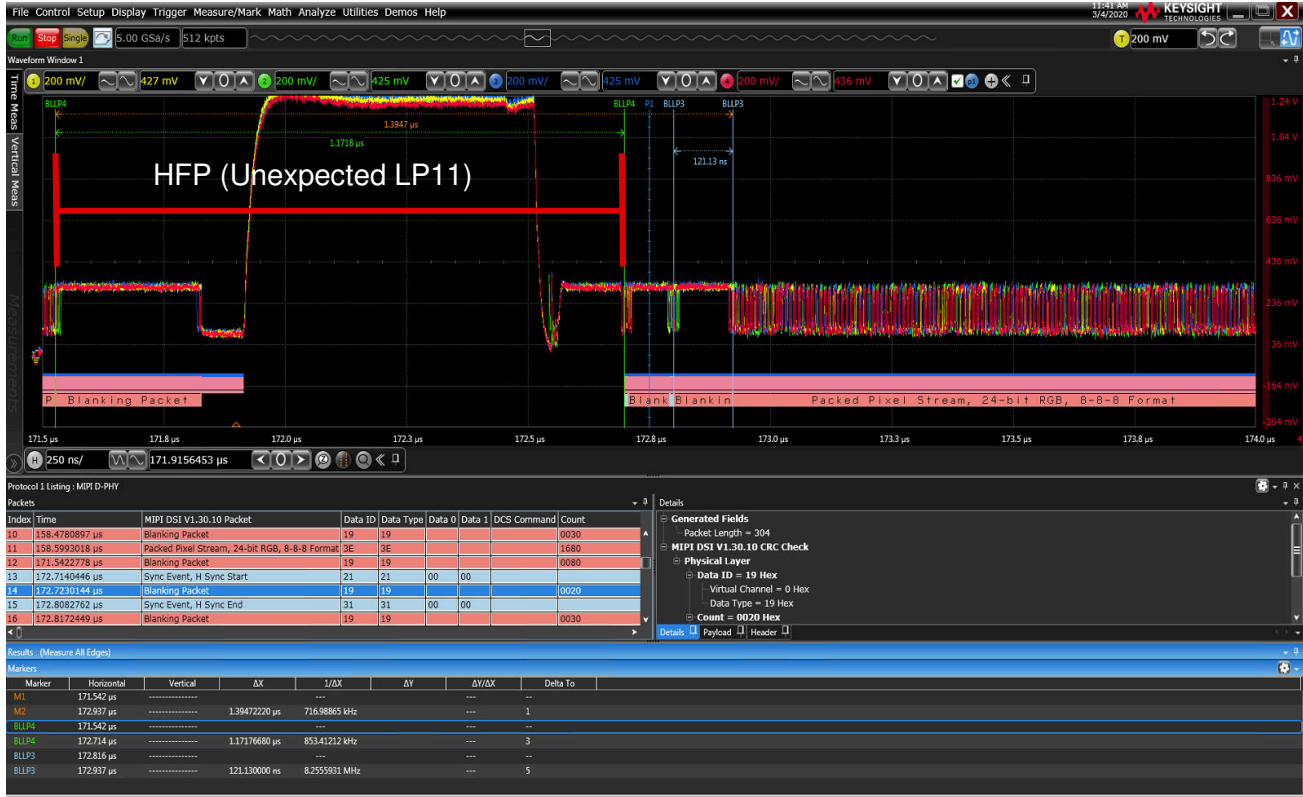 File Control Setup Display Trigger Measure/Mark Math Analyze Utilities Demos Help
11:41 AM
3/4/2020
KEYSIGHT
TECHNOLOGIES
Run Stop Single 5.00 GSa/s 512 kpts T 200 mV
Waveform Window 1
1 200 mV/ 427 mV 2 200 mV/ 425 mV 3 200 mV/ 425 mV 4 200 mV/ 436 mV p1
Time Meas
Vertical Meas
Measurements
BLLP4 BLLP4 P1 BLLP3 BLLP3
1.3947 µs
1.1718 µs
121.13 ns
HFP (Unexpected LP11)
1.24 V
1.04 V
836 mV
636 mV
436 mV
236 mV
36 mV
-164 mV
-364 mV
P Blanking Packet Blank Blankin Packed Pixel Stream, 24-bit RGB, 8-8-8 Format
171.5 µs 171.8 µs 172.0 µs 172.3 µs 172.5 µs 172.8 µs 173.0 µs 173.3 µs 173.5 µs 173.8 µs 174.0 µs 4
H 250 ns/ 171.9156453 µs 0
Protocol 1 Listing : MIPI D-PHY
Packets
Index Time MIPI DSI V1.30.10 Packet Data ID Data Type Data 0 Data 1 DCS Command Count
10 158.4780897 µs Blanking Packet 19 19 0030
11 158.5993018 µs Packed Pixel Stream, 24-bit RGB, 8-8-8 Format 3E 3E 1680
12 171.5422778 µs Blanking Packet 19 19 0080
13 172.7140446 µs Sync Event, H Sync Start 21 21 00 00
14 172.7230144 µs Blanking Packet 19 19 0020
15 172.8082762 µs Sync Event, H Sync End 31 31 00 00
16 172.8172449 µs Blanking Packet 19 19 0030
Details
Generated Fields
Packet Length = 304
MIPI DSI V1.30.10 CRC Check
Physical Layer
Data ID = 19 Hex
Virtual Channel = 0 Hex
Data Type = 19 Hex
Count = 0020 Hex
Details Payload Header
Results (Measure All Edges)
Markers
Marker Horizontal Vertical ΔX 1/ΔX ΔY ΔY/ΔX Delta To
M1 171.542 µs --------------- --- --- --
M2 172.937 µs --------------- 1.39472220 µs 716.98865 kHz --- 1
BLLP4 171.542 µs --------------- --- --- --
BLLP4 172.714 µs --------------- 1.17176680 µs 853.41212 kHz --- 3
BLLP3 172.816 µs --------------- --- --- --
BLLP3 172.937 µs --------------- 121.130000 ns 8.2555931 MHz --- 5